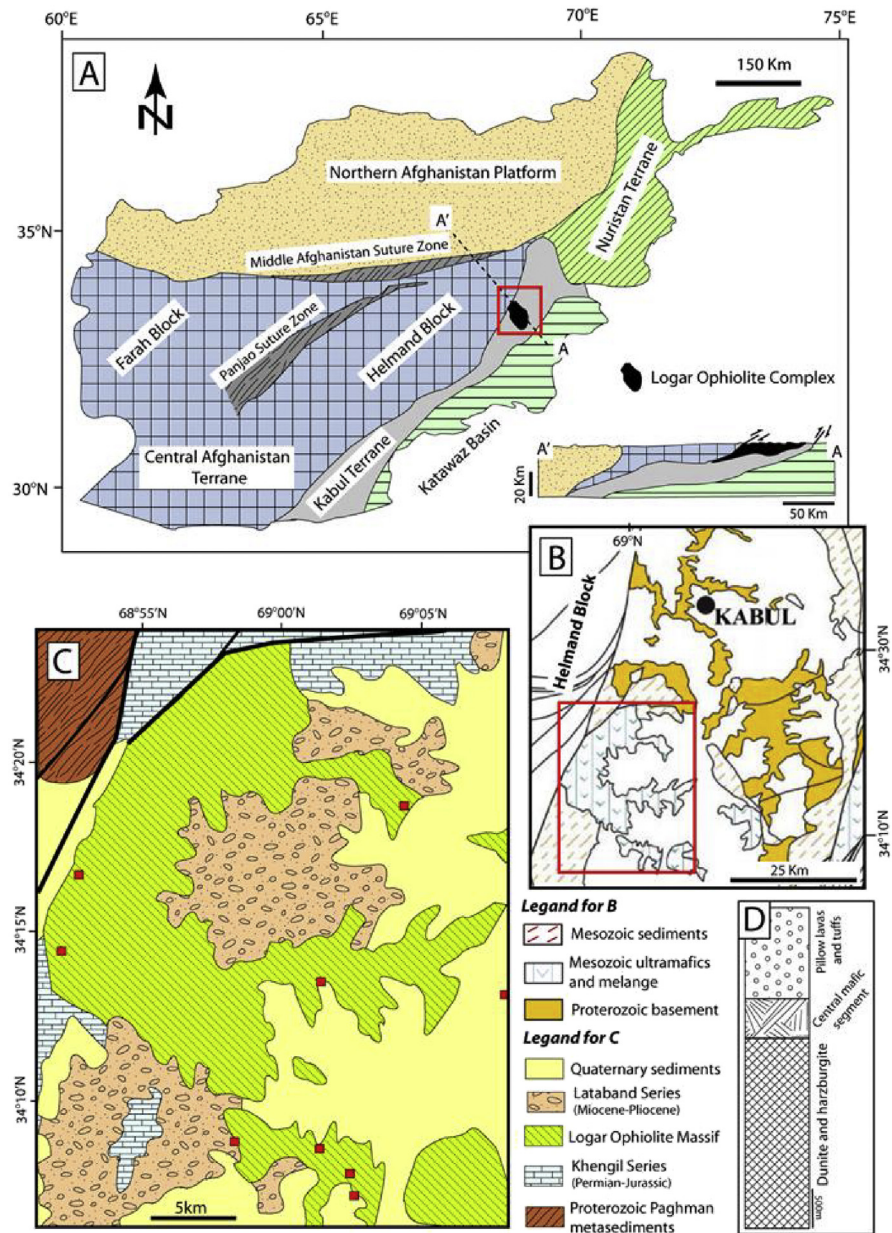 60°E
65°E
70°E
75°E
A
N
150 Km
Northern Afghanistan Platform
Nuristan Terrane
A'
35°N
Middle Afghanistan Suture Zone
Farah Block
Panjao Suture Zone
Helmand Block
A
Logar Ophiolite Complex
Central Afghanistan
Terrane
Kabul Terrane
Katawaz Basin
30°N
A'
A
20 Km
50 Km
B
69°N
Helmand Block
KABUL
34°30'N
34°10'N
25 Km
68°55'N
69°00'N
69°05'N
C
34°20'N
34°15'N
34°10'N
5km
Legand for B
Mesozoic sediments
Mesozoic ultramafics
and melange
Proterozoic basement
Legand for C
Quaternary sediments
Lataband Series
(Miocene-Pliocene)
Logar Ophiolite Massif
Khengil Series
(Permian-Jurassic)
Proterozoic Paghman
metasediments
D
Pillow lavas
and tuffs
Central mafic
segment
Dunite and harzburgite
500m